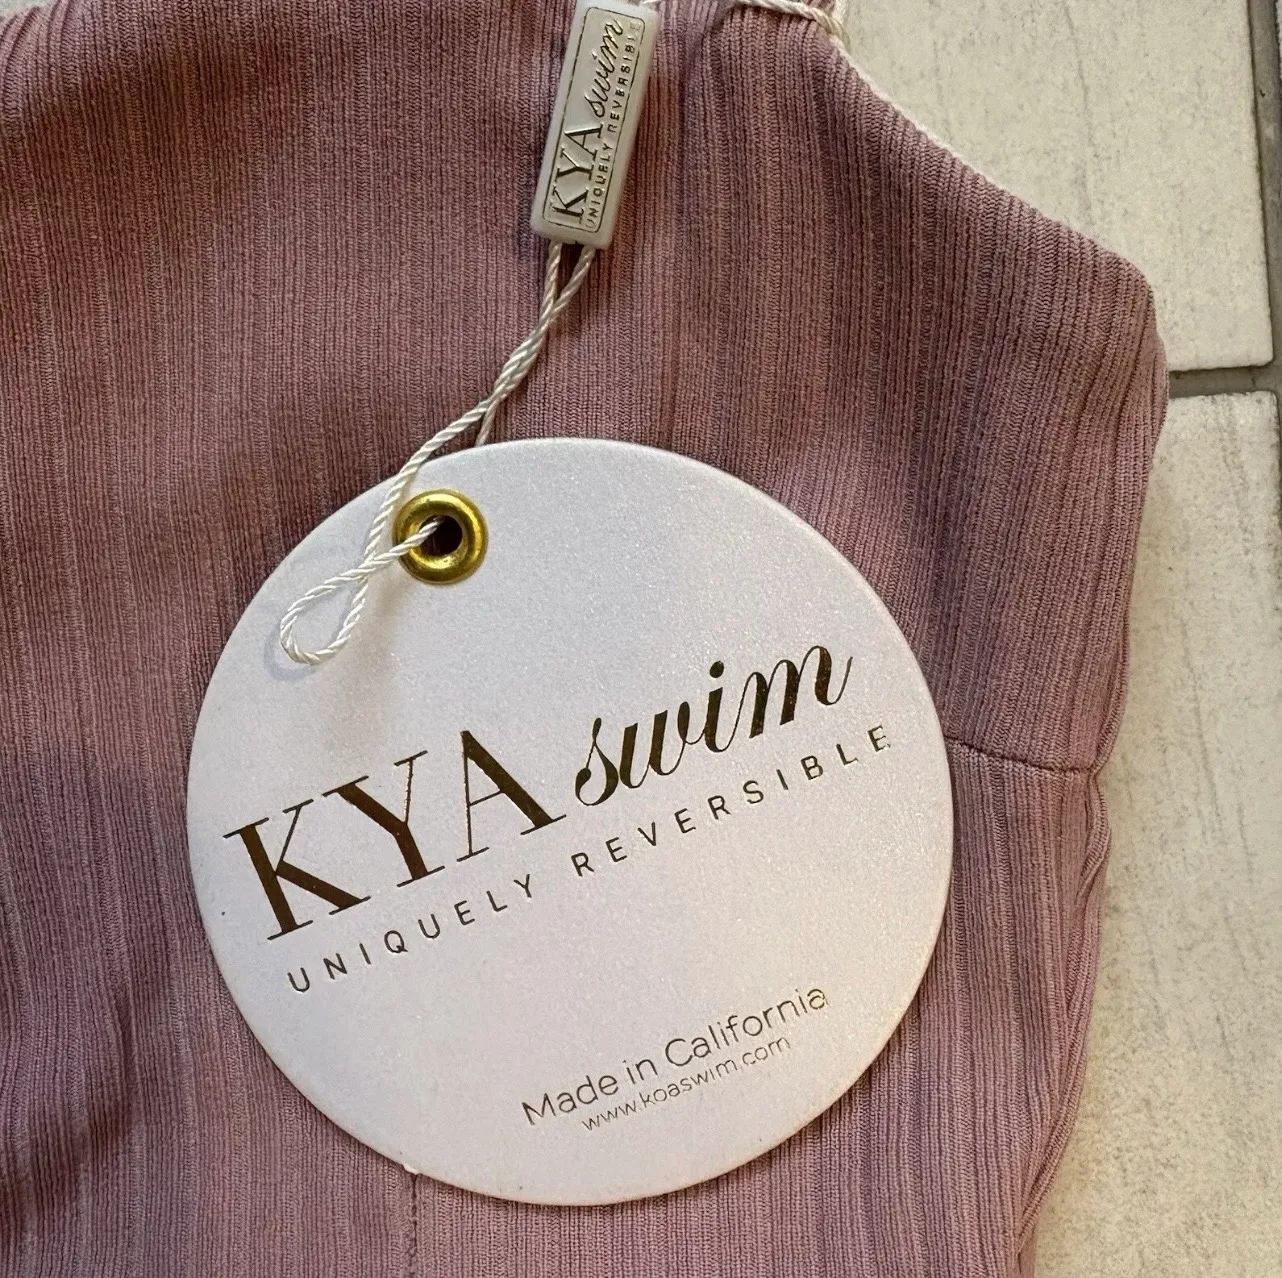 KYA swim
UNIQUELY REVERSIBLE
KYA swim
UNIQUELY REVERSIBLE
Made in California
www.koaswim.com